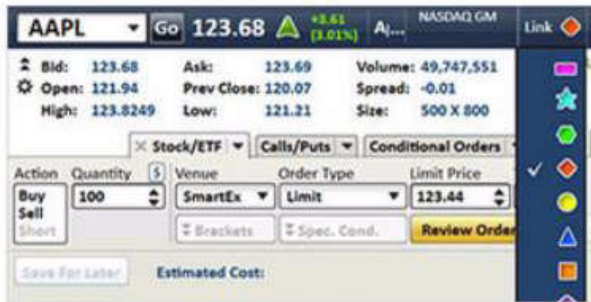 AAPL Go 123.68 +3.61 (3.01%) A|... NASDAQ GM Link
Bid: 123.68 Ask: 123.69 Volume: 49,747,551
Open: 121.94 Prev Close: 120.07 Spread: -0.01
High: 123.8249 Low: 121.21 Size: 500 X 800
Stock/ETF Calls/Puts Conditional Orders
Action Quantity $ Venue Order Type Limit Price
Buy 100 SmartEx Limit 123.44
Sell
Short Brackets Spec. Cond. Review Order
Save For Later Estimated Cost: